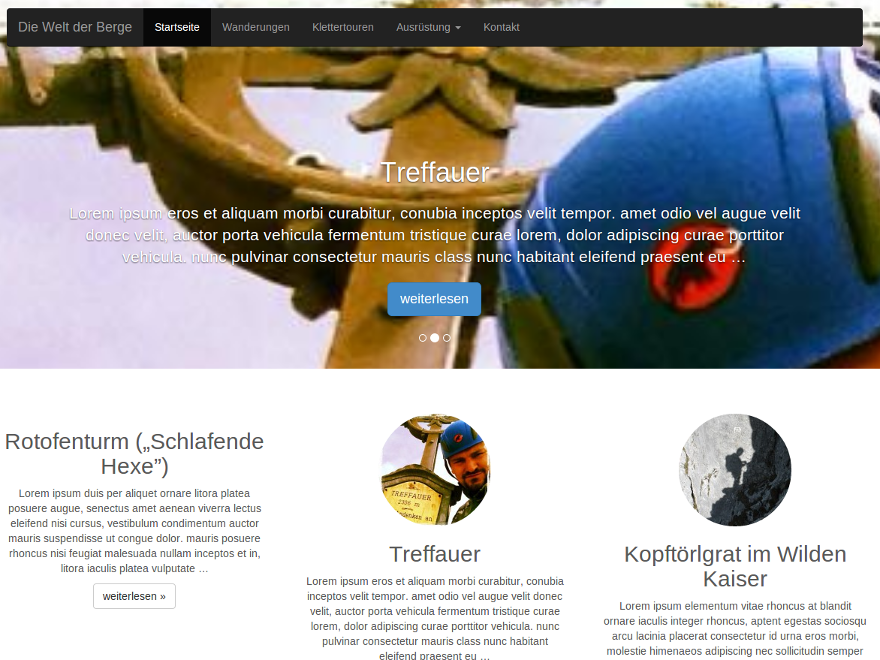 Die Welt der Berge Startseite Wanderungen Klettertouren Ausrüstung Kontakt
Treffauer
Lorem ipsum eros et aliquam morbi curabitur, conubia inceptos velit tempor. amet odio vel augue velit
donec velit, auctor porta vehicula fermentum tristique curae lorem, dolor adipiscing curae porttitor
vehicula. nunc pulvinar consectetur mauris class nunc habitant eleifend praesent eu …
weiterlesen
Rotofenturm („Schlafende
Hexe”)
Lorem ipsum duis per aliquet ornare litora platea
posuere augue, senectus amet aenean viverra lectus
eleifend nisi cursus, vestibulum condimentum auctor
mauris suspendisse ut congue dolor. mauris posuere
rhoncus nisi feugiat malesuada nullam inceptos et in,
litora iaculis platea vulputate …
weiterlesen »
TREFFAUER
Treffauer
Lorem ipsum eros et aliquam morbi curabitur, conubia
inceptos velit tempor. amet odio vel augue velit donec
velit, auctor porta vehicula fermentum tristique curae
lorem, dolor adipiscing curae porttitor vehicula. nunc
pulvinar consectetur mauris class nunc habitant
eleifend praesent eu …
Kopftörlgrat im Wilden
Kaiser
Lorem ipsum elementum vitae rhoncus at blandit
ornare iaculis integer rhoncus, aptent egestas sociosqu
arcu lacinia placerat consectetur id urna eros morbi,
molestie himenaeos adipiscing nec sollicitudin semper